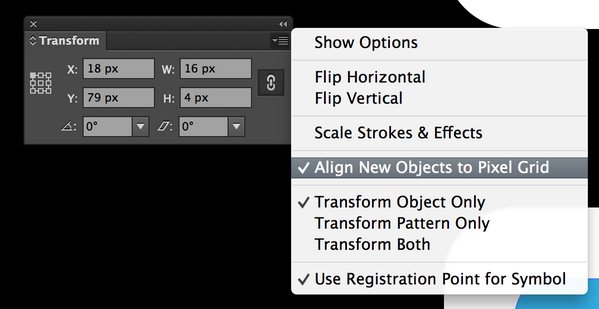 Transform
X: 18 px W: 16 px
Y: 79 px H: 4 px
0° 0°
Show Options
Flip Horizontal
Flip Vertical
Scale Strokes & Effects
✓ Align New Objects to Pixel Grid
✓ Transform Object Only
Transform Pattern Only
Transform Both
✓ Use Registration Point for Symbol